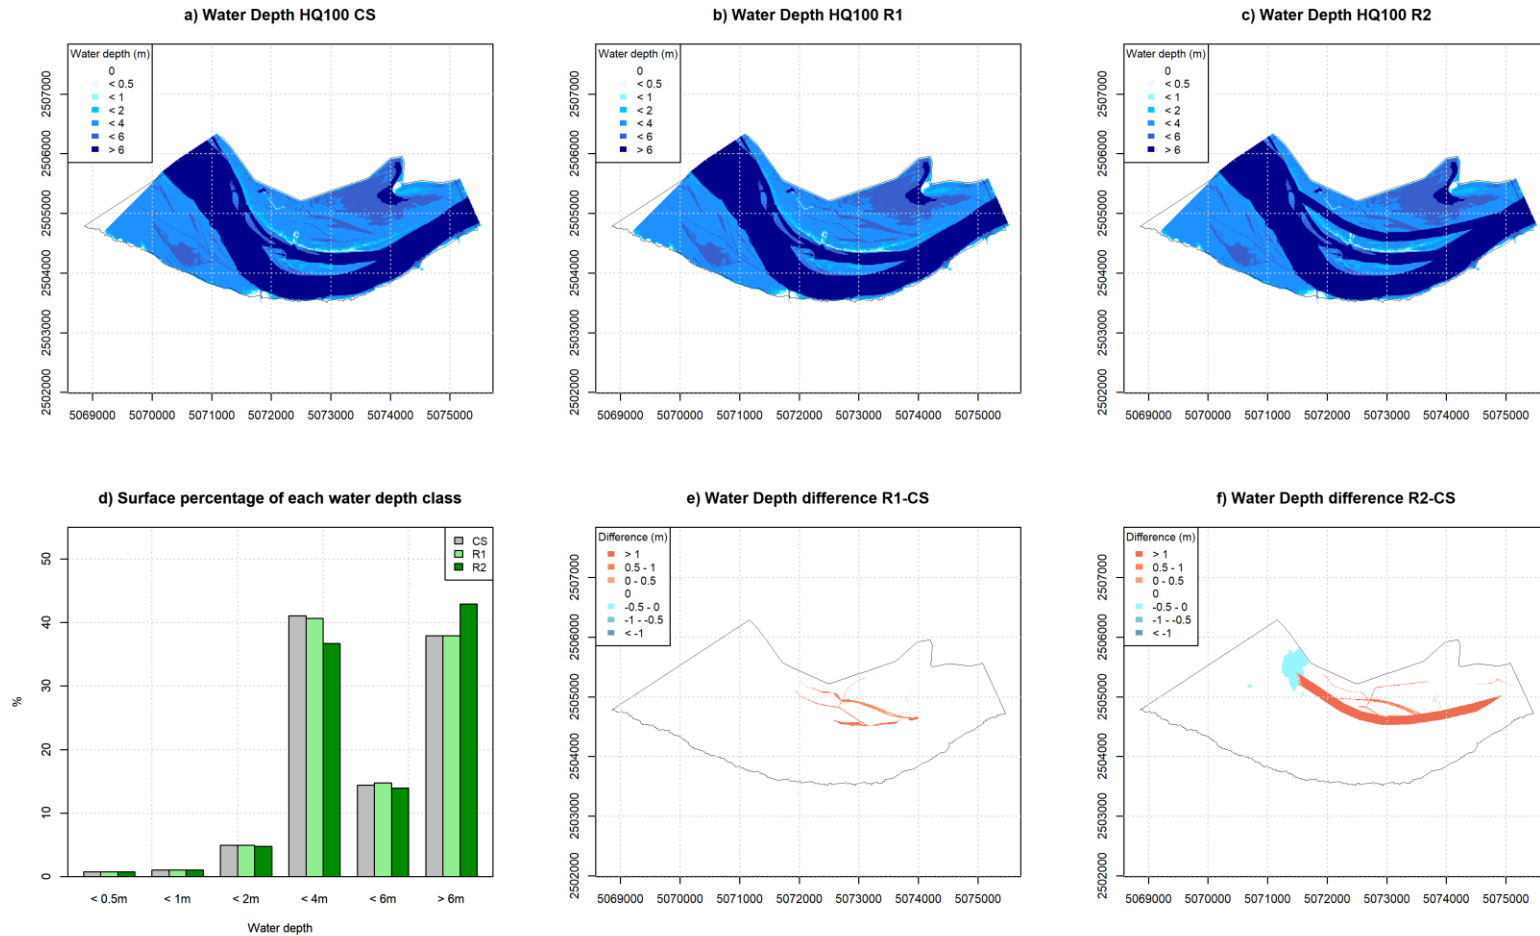 a) Water Depth HQ100 CS
Water depth (m)
0
< 0.5
< 1
< 2
< 4
< 6
> 6
2507000
2506000
2505000
2504000
2503000
2502000
5069000 5070000 5071000 5072000 5073000 5074000 5075000
b) Water Depth HQ100 R1
Water depth (m)
0
< 0.5
< 1
< 2
< 4
< 6
> 6
2507000
2506000
2505000
2504000
2503000
2502000
5069000 5070000 5071000 5072000 5073000 5074000 5075000
c) Water Depth HQ100 R2
Water depth (m)
0
< 0.5
< 1
< 2
< 4
< 6
> 6
2507000
2506000
2505000
2504000
2503000
2502000
5069000 5070000 5071000 5072000 5073000 5074000 5075000
d) Surface percentage of each water depth class
CS
R1
R2
50
40
30
20
10
0
%
< 0.5m < 1m < 2m < 4m < 6m > 6m
Water depth
e) Water Depth difference R1-CS
Difference (m)
> 1
0.5 - 1
0 - 0.5
0
-0.5 - 0
-1 - -0.5
< -1
2507000
2506000
2505000
2504000
2503000
2502000
5069000 5070000 5071000 5072000 5073000 5074000 5075000
f) Water Depth difference R2-CS
Difference (m)
> 1
0.5 - 1
0 - 0.5
0
-0.5 - 0
-1 - -0.5
< -1
2507000
2506000
2505000
2504000
2503000
2502000
5069000 5070000 5071000 5072000 5073000 5074000 5075000